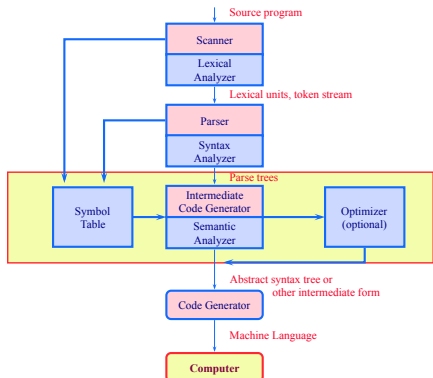 Source program
Scanner
Lexical
Analyzer
Lexical units, token stream
Parser
Syntax
Analyzer
Parse trees
Symbol
Table
Intermediate
Code Generator
Semantic
Analyzer
Optimizer
(optional)
Abstract syntax tree or
other intermediate form
Code Generator
Machine Language
Computer